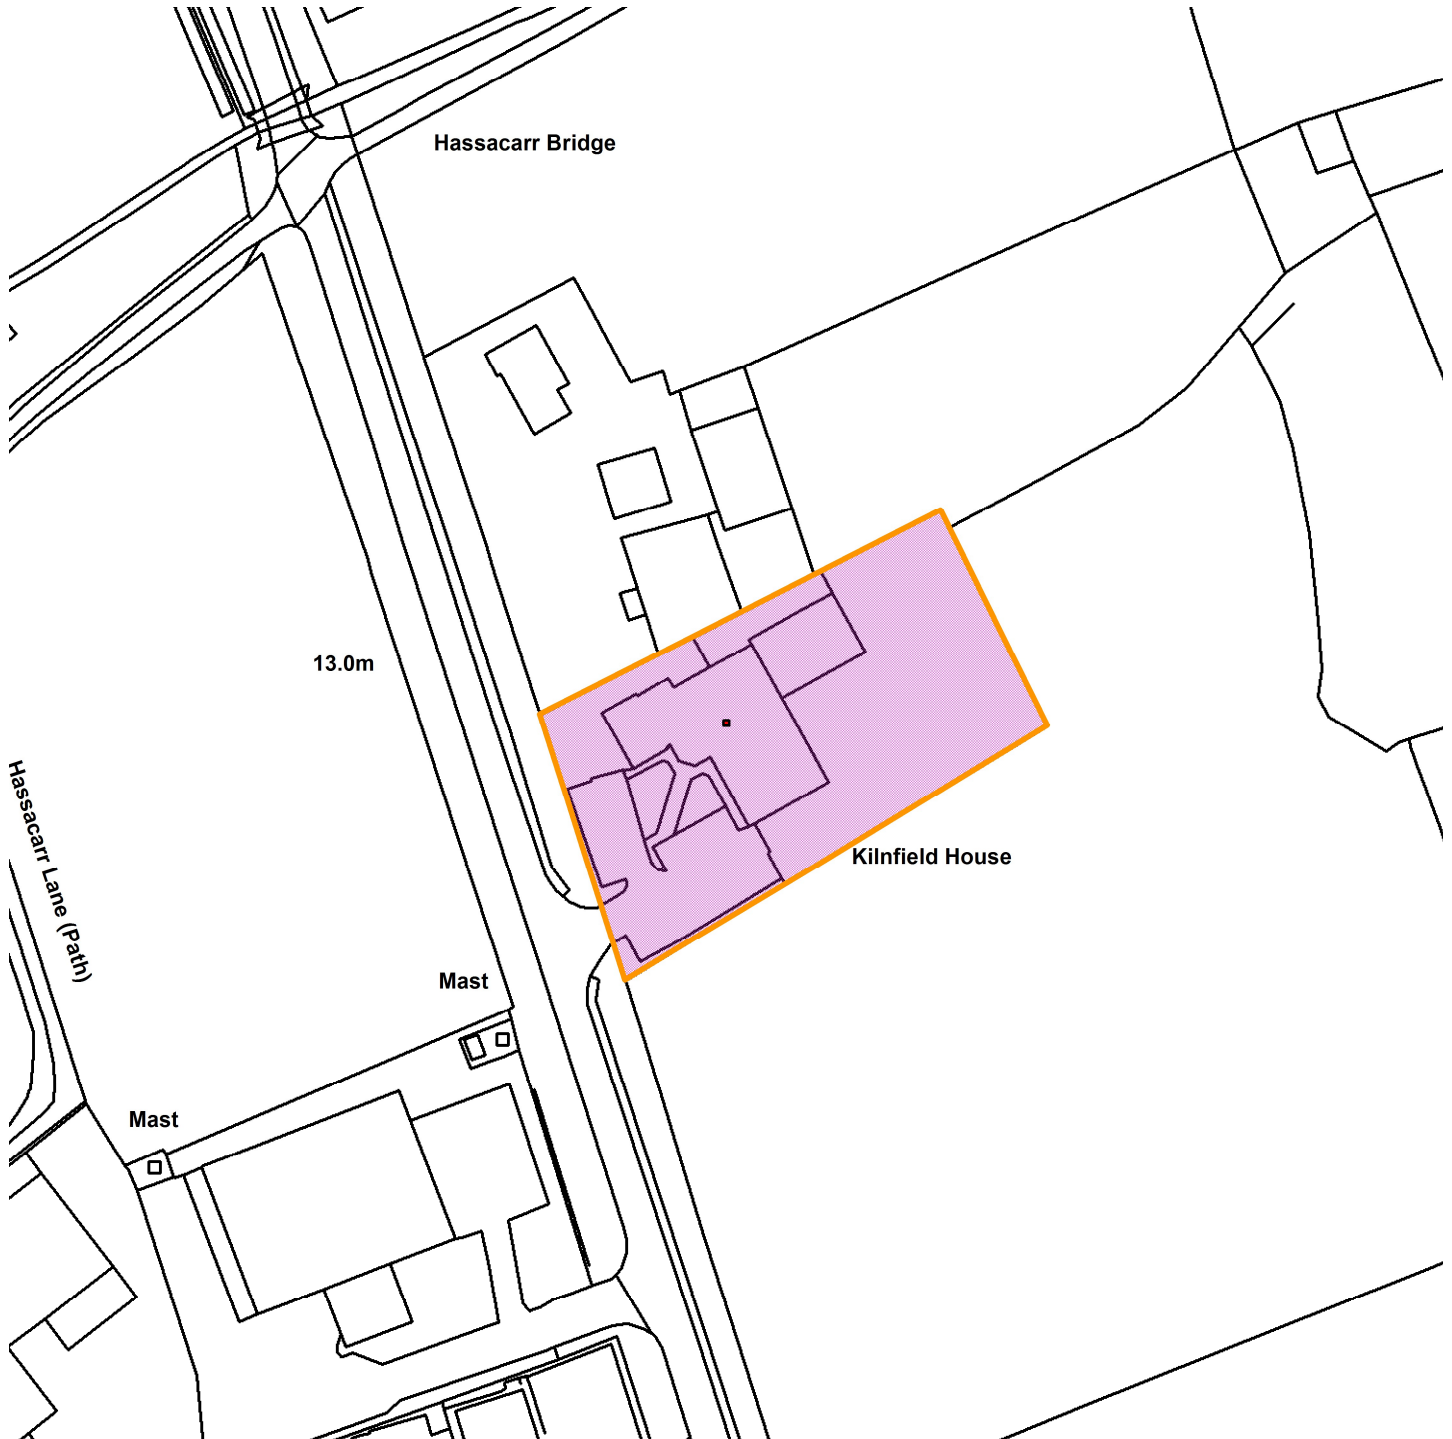 Hassacarr Bridge
13.0m
Hassacarr Lane (Path)
Kilnfield House
Mast
Mast